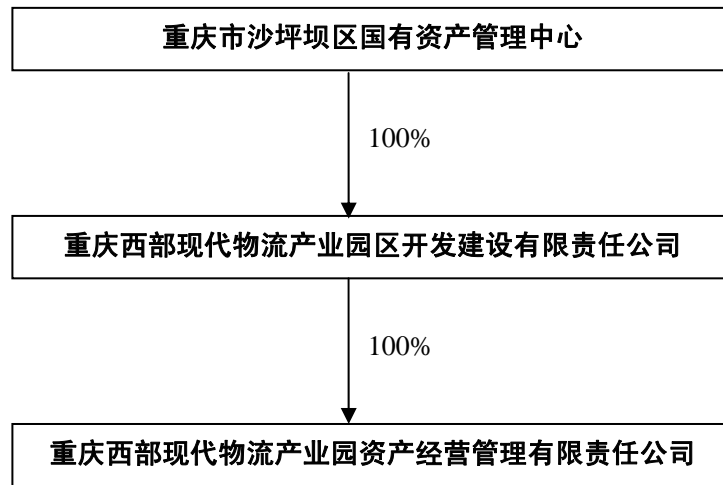 重庆市沙坪坝区国有资产管理中心
100%
重庆西部现代物流产业园区开发建设有限责任公司
100%
重庆西部现代物流产业园资产经营管理有限责任公司